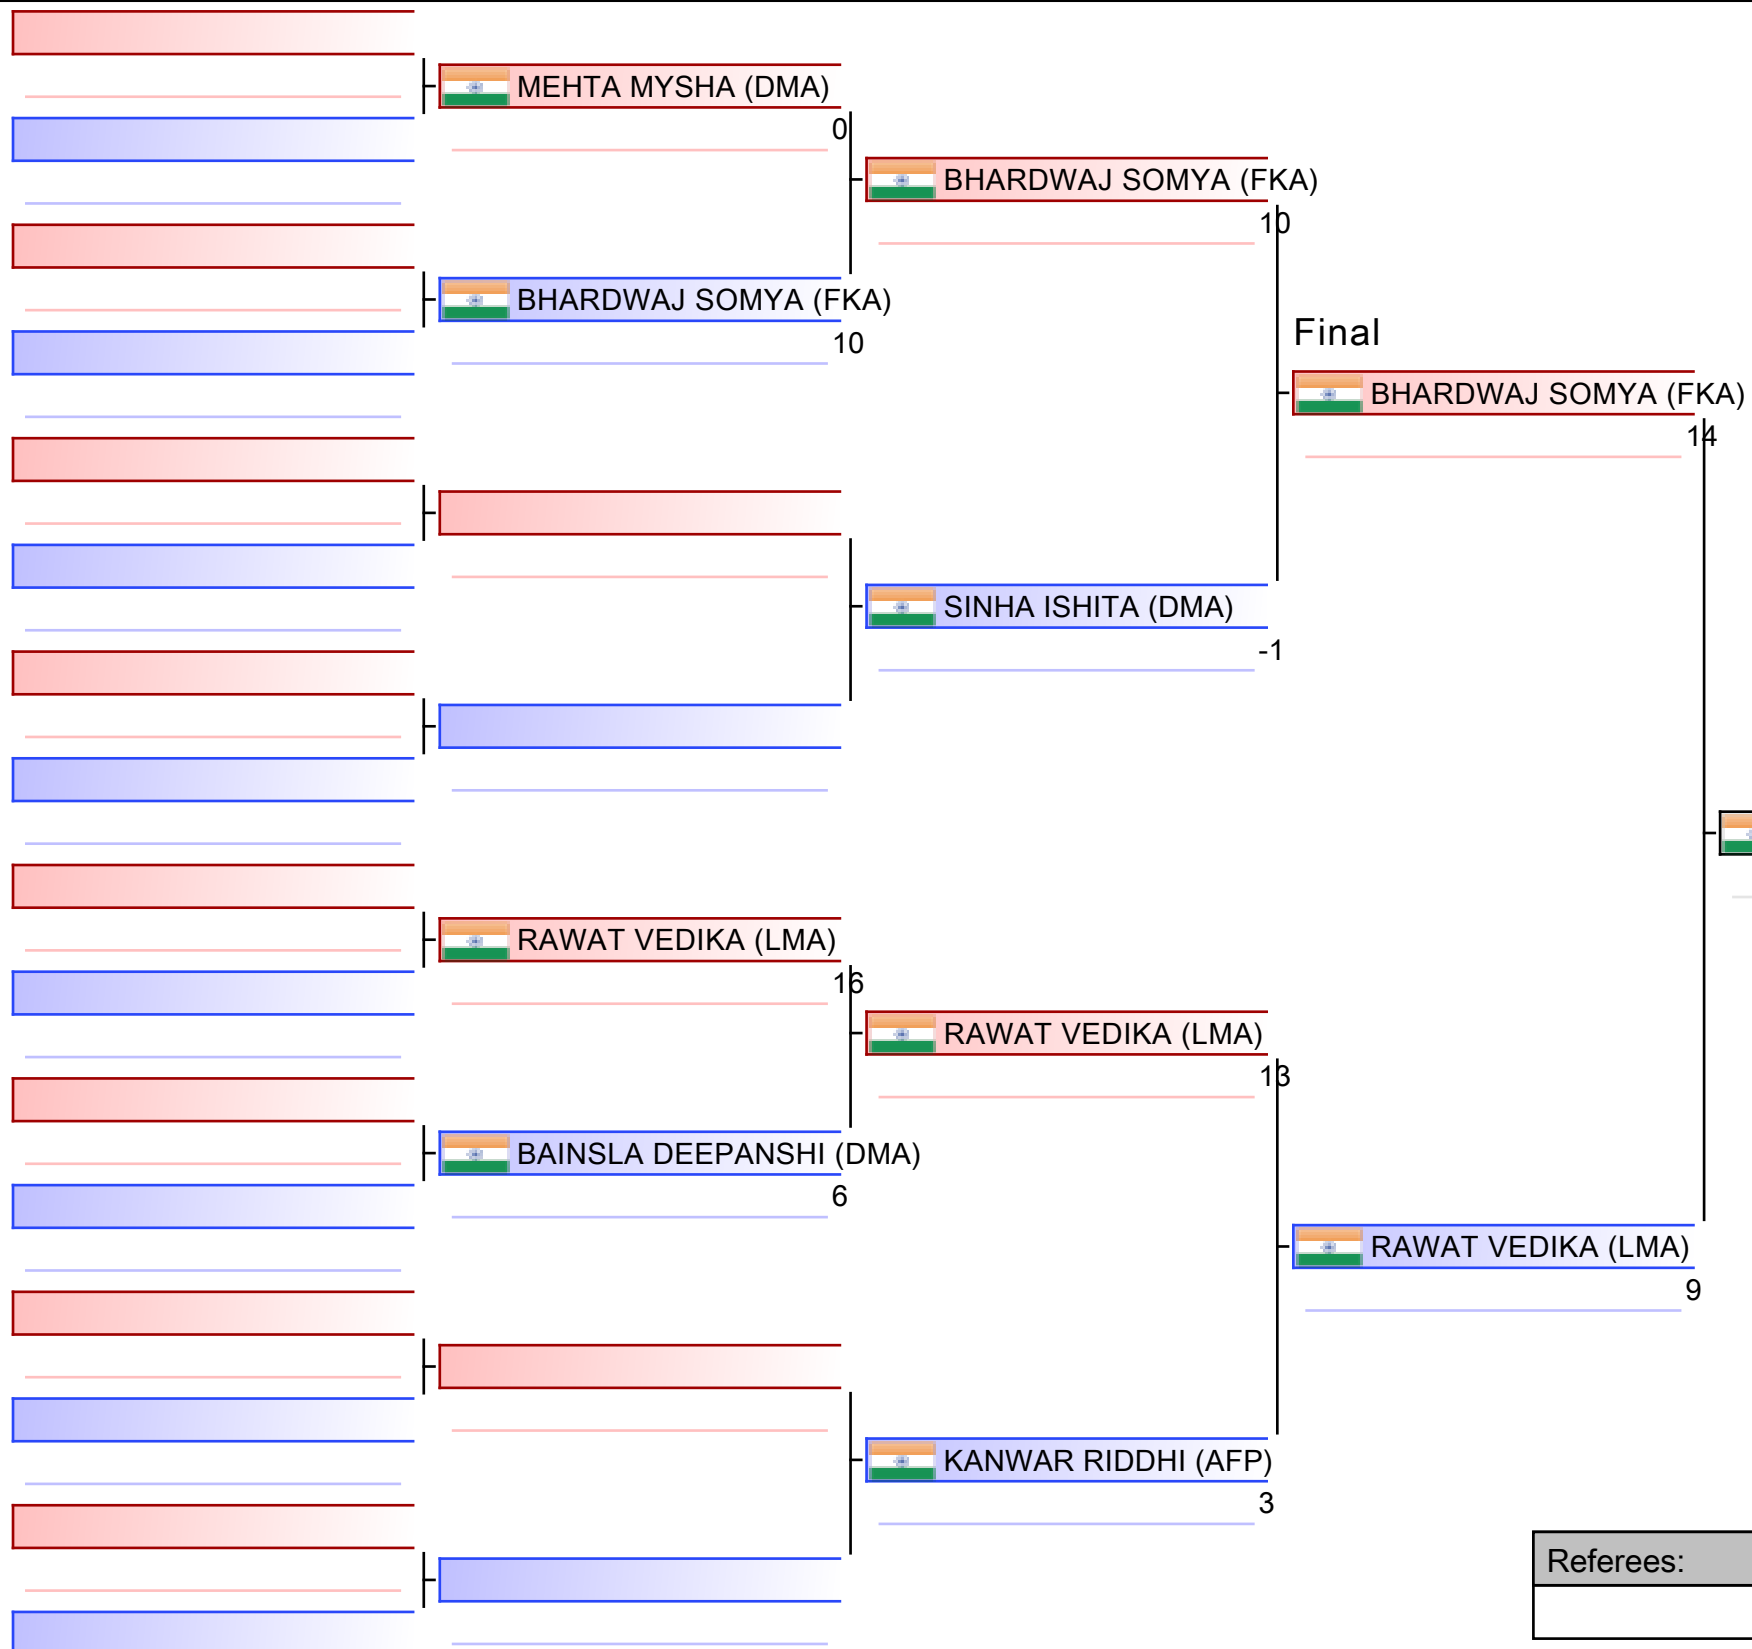 MEHTA MYSHA (DMA)
0
BHARDWAJ SOMYA (FKA)
10
BHARDWAJ SOMYA (FKA)
10
Final
BHARDWAJ SOMYA (FKA)
14
SINHA ISHITA (DMA)
-1
RAWAT VEDIKA (LMA)
16
RAWAT VEDIKA (LMA)
13
BAINSLA DEEPANSHI (DMA)
6
RAWAT VEDIKA (LMA)
9
KANWAR RIDDHI (AFP)
3
Referees: